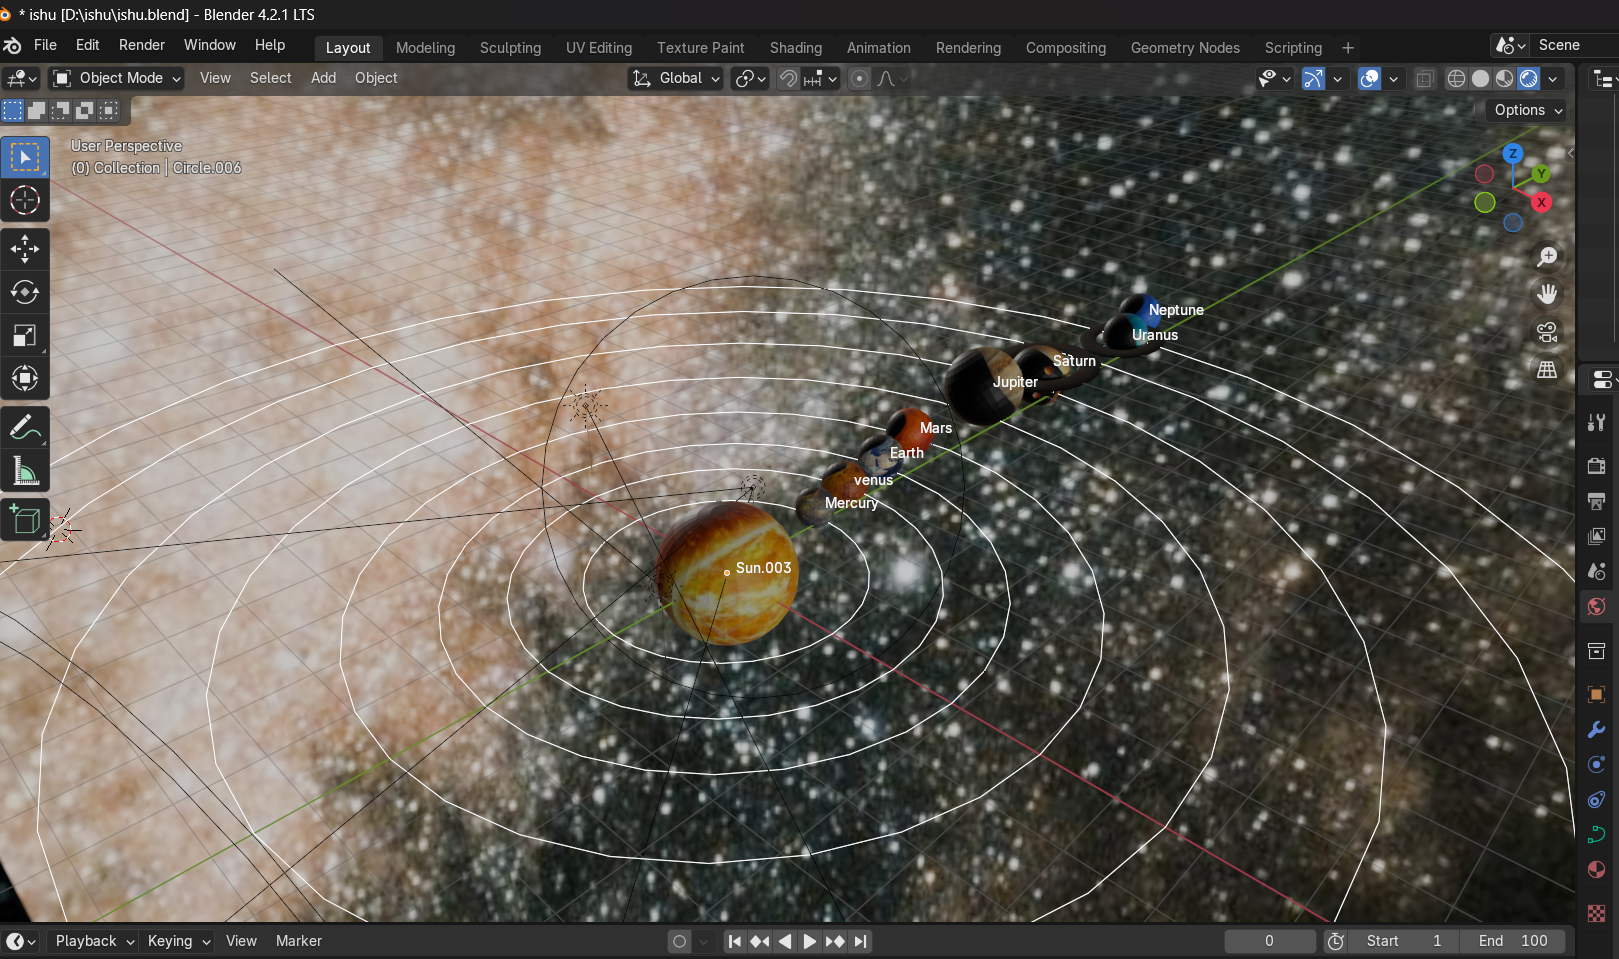 * ishu [D:\ishu\ishu.blend] - Blender 4.2.1 LTS
File Edit Render Window Help Layout Modeling Sculpting UV Editing Texture Paint Shading Animation Rendering Compositing Geometry Nodes Scripting + Scene
Object Mode View Select Add Object Global
Options
User Perspective
(0) Collection | Circle.006
Z
Y
X
Neptune
Uranus
Saturn
Jupiter
Mars
Earth
venus
Mercury
Sun.003
Playback Keying View Marker 0 Start 1 End 100